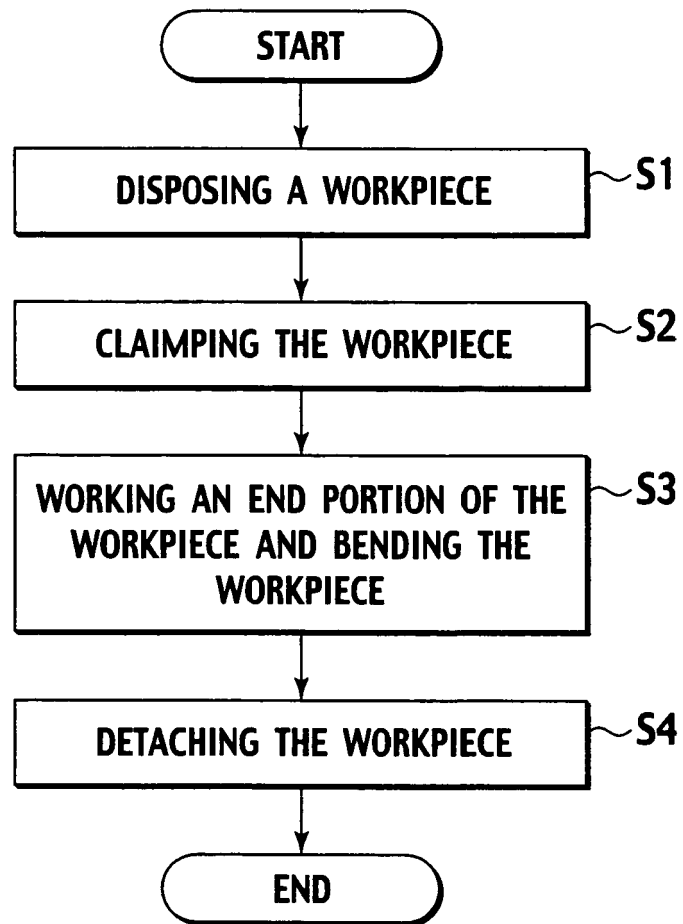 START
DISPOSING A WORKPIECE
S1
CLAIMPING THE WORKPIECE
S2
WORKING AN END PORTION OF THE
WORKPIECE AND BENDING THE
WORKPIECE
S3
DETACHING THE WORKPIECE
S4
END